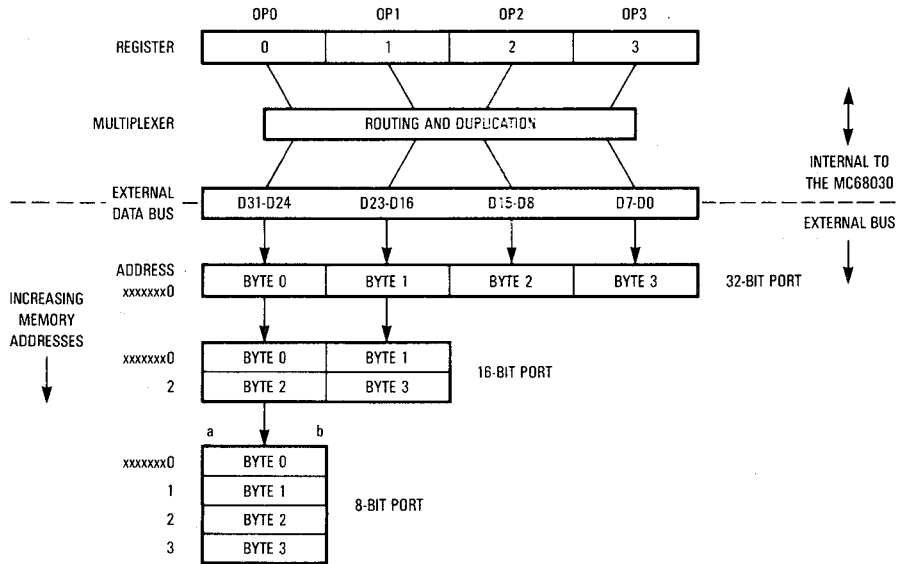 OP0 OP1 OP2 OP3
REGISTER 0 1 2 3
MULTIPLEXER ROUTING AND DUPLICATION
INTERNAL TO
THE MC68030
EXTERNAL
DATA BUS
D31-D24 D23-D16 D15-D8 D7-D0
EXTERNAL BUS
ADDRESS
xxxxxxx0 BYTE 0 BYTE 1 BYTE 2 BYTE 3 32-BIT PORT
INCREASING
MEMORY
ADDRESSES
xxxxxxx0 BYTE 0 BYTE 1
2 BYTE 2 BYTE 3
16-BIT PORT
a b
xxxxxxx0 BYTE 0
1 BYTE 1
2 BYTE 2
3 BYTE 3
8-BIT PORT